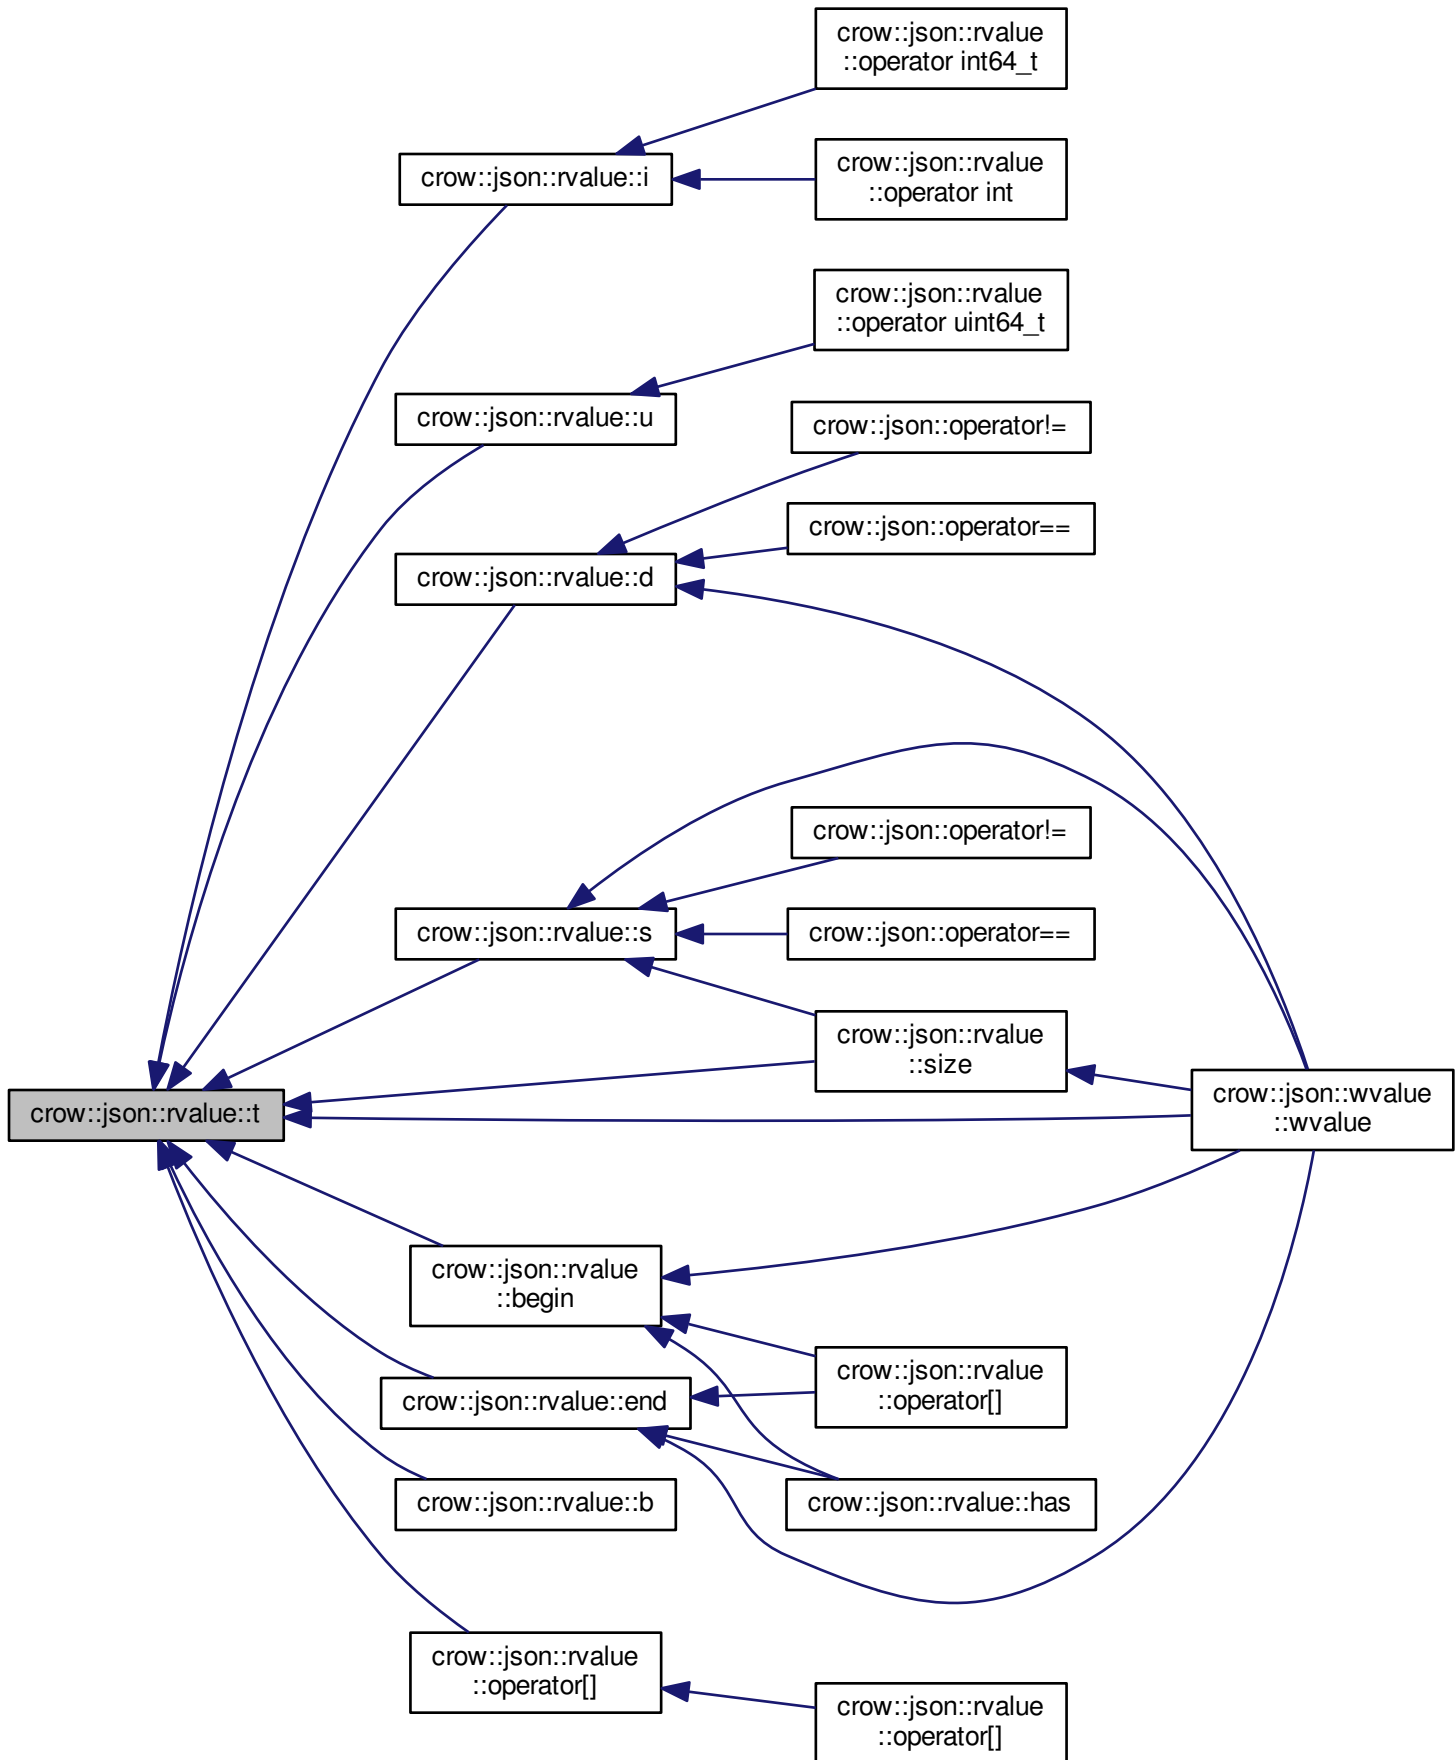 crow::json::rvalue
::operator int64_t
crow::json::rvalue::i
crow::json::rvalue
::operator int
crow::json::rvalue
::operator uint64_t
crow::json::rvalue::u
crow::json::operator!=
crow::json::operator==
crow::json::rvalue::d
crow::json::operator!=
crow::json::rvalue::s
crow::json::operator==
crow::json::rvalue
::size
crow::json::rvalue::t
crow::json::wvalue
::wvalue
crow::json::rvalue
::begin
crow::json::rvalue
::operator[]
crow::json::rvalue::end
crow::json::rvalue::b
crow::json::rvalue::has
crow::json::rvalue
::operator[]
crow::json::rvalue
::operator[]